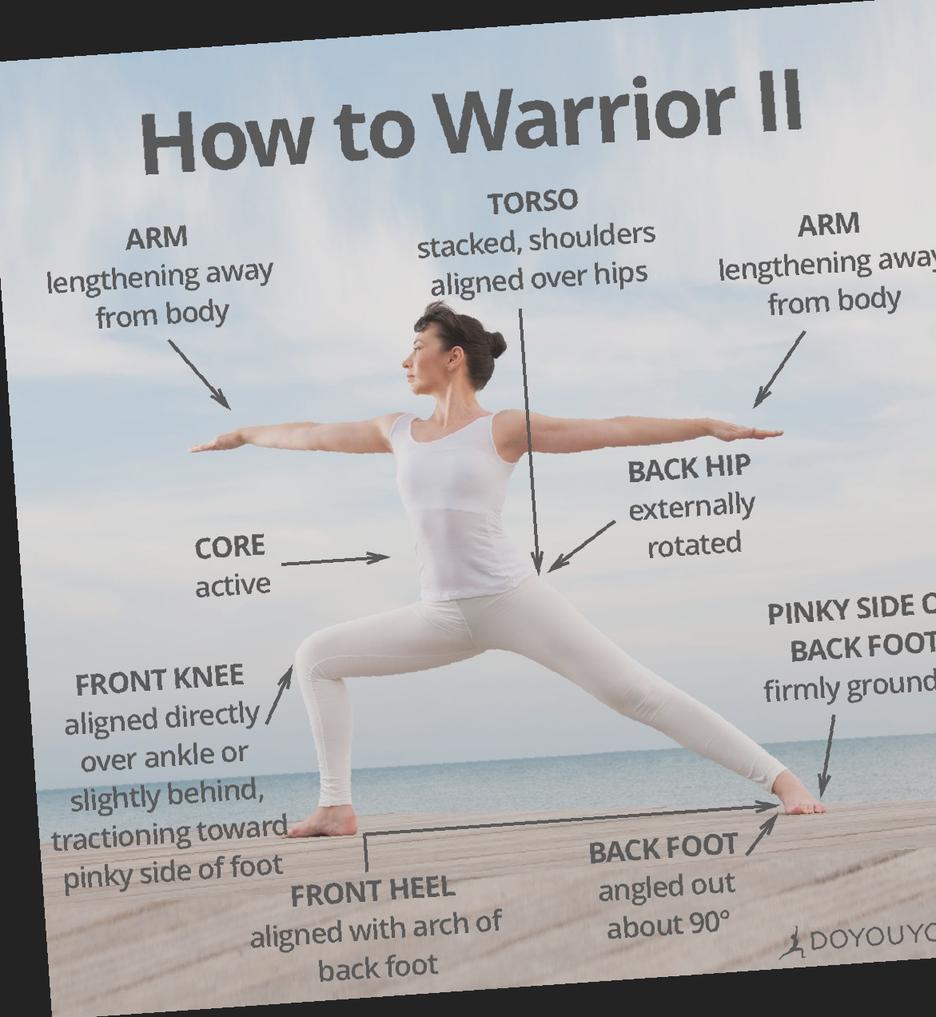 How to Warrior II
TORSO
stacked, shoulders
aligned over hips
ARM
lengthening away
from body
ARM
lengthening away
from body
BACK HIP
externally
rotated
CORE
active
PINKY SIDE O
BACK FOOT
firmly ground
FRONT KNEE
aligned directly
over ankle or
slightly behind,
tractioning toward
pinky side of foot
BACK FOOT
angled out
about 90°
FRONT HEEL
aligned with arch of
back foot
DOYOUYO